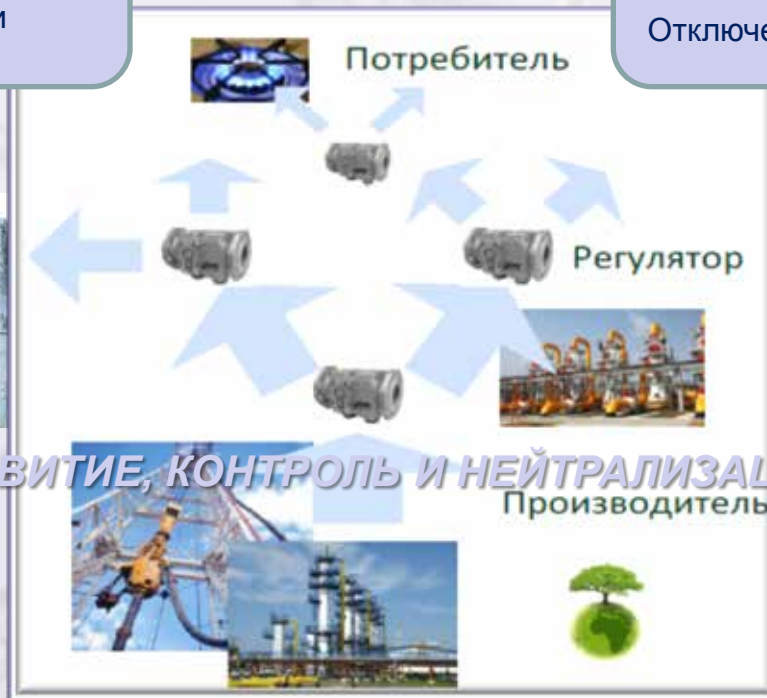 и
Отключе
Потребитель
Регулятор
ВИТИЕ, КОНТРОЛЬ И НЕЙТРАЛИЗАЦ
Производитель